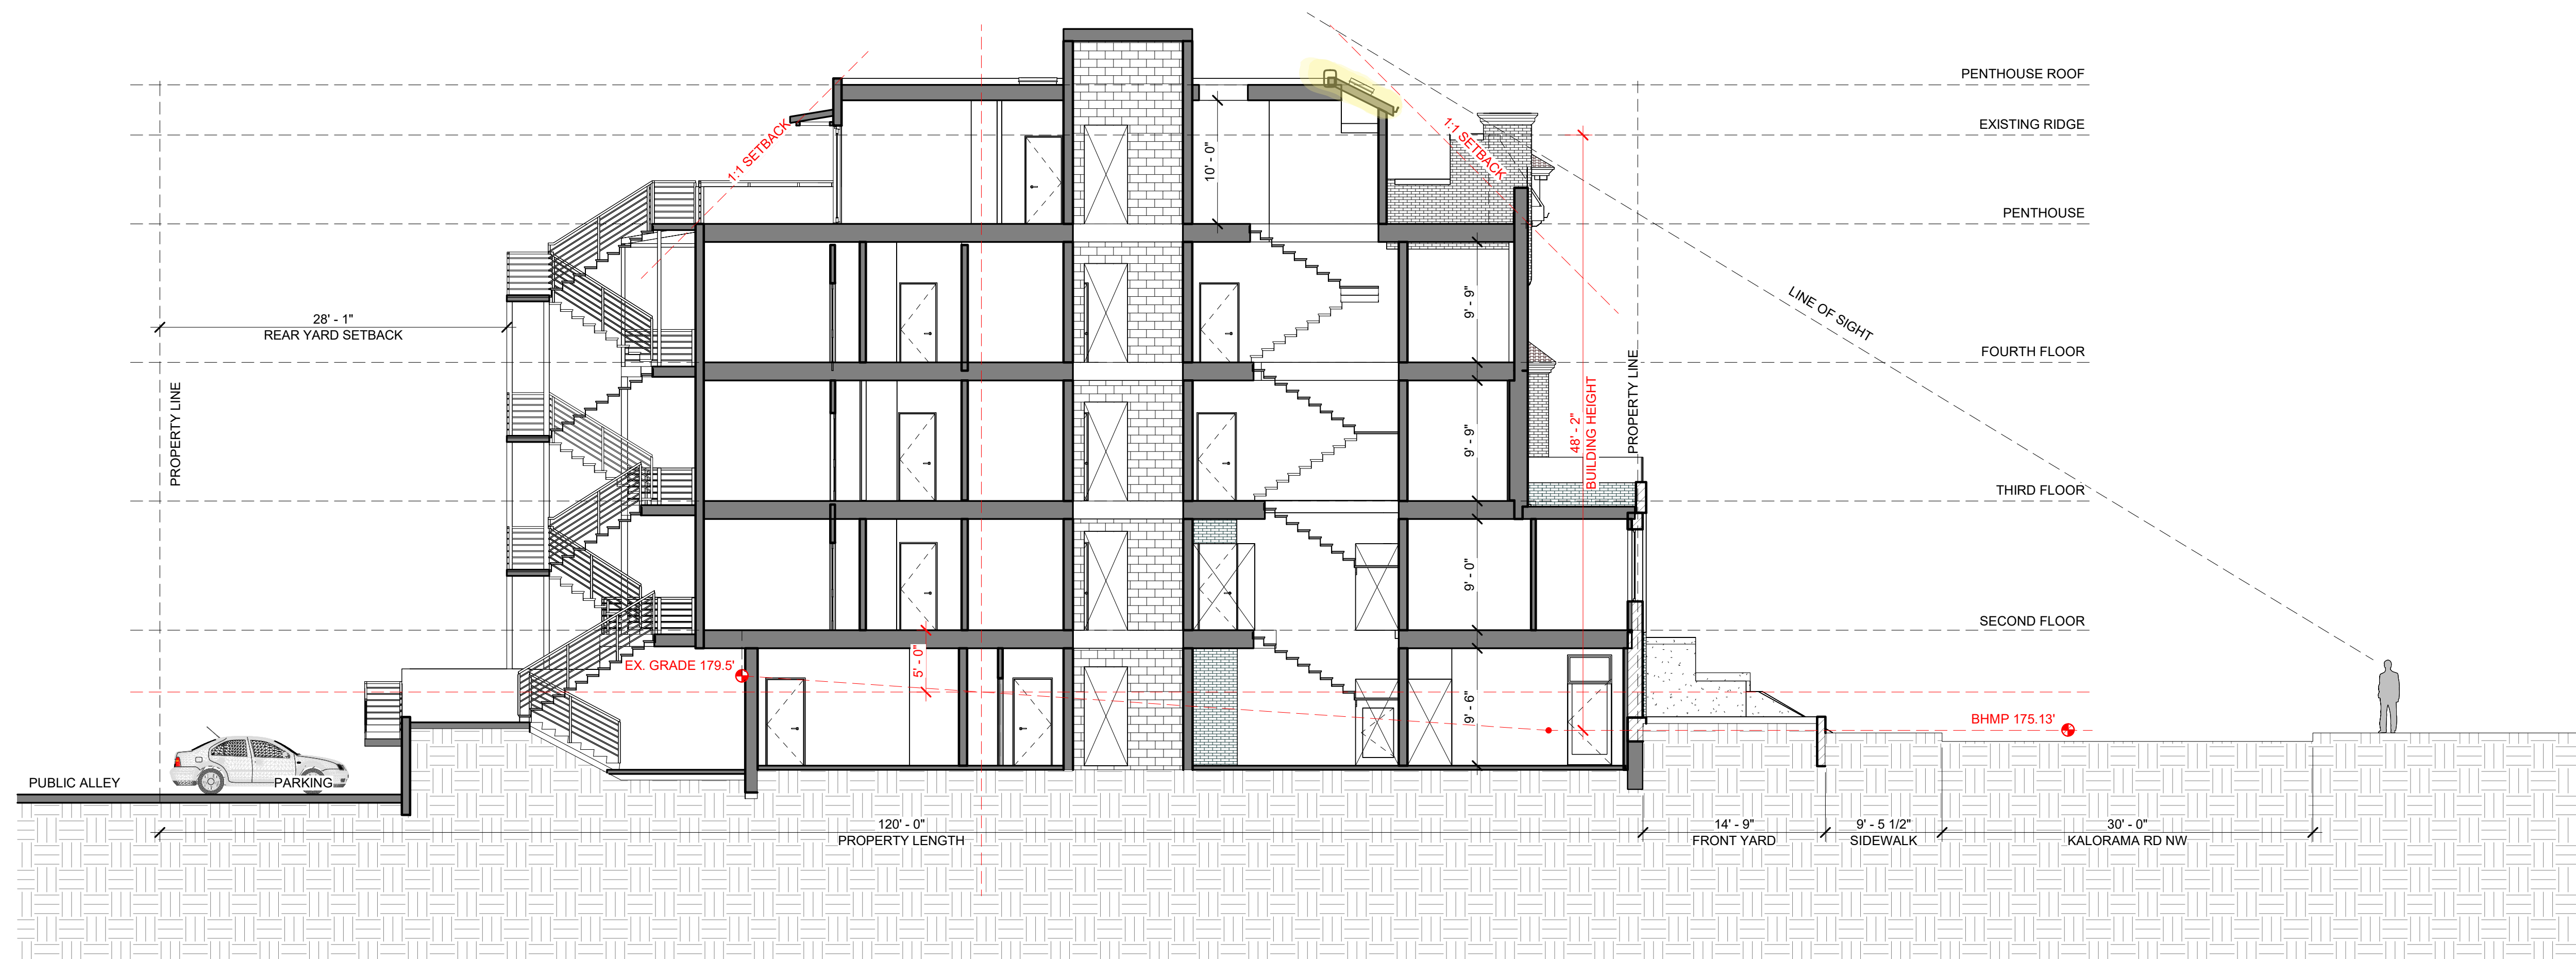 PENTHOUSE ROOF
EXISTING RIDGE
1:1 SETBACK
1:1 SETBACK
10' - 0"
PENTHOUSE
9' - 9"
LINE OF SIGHT
28' - 1"
REAR YARD SETBACK
FOURTH FLOOR
PROPERTY LINE
PROPERTY LINE
48' - 2"
BUILDING HEIGHT
9' - 9"
THIRD FLOOR
9' - 0"
SECOND FLOOR
EX. GRADE 179.5'
5' - 0"
9' - 6"
BHMP 175.13'
PUBLIC ALLEY
PARKING
120' - 0"
PROPERTY LENGTH
14' - 9"
FRONT YARD
9' - 5 1/2"
SIDEWALK
30' - 0"
KALORAMA RD NW